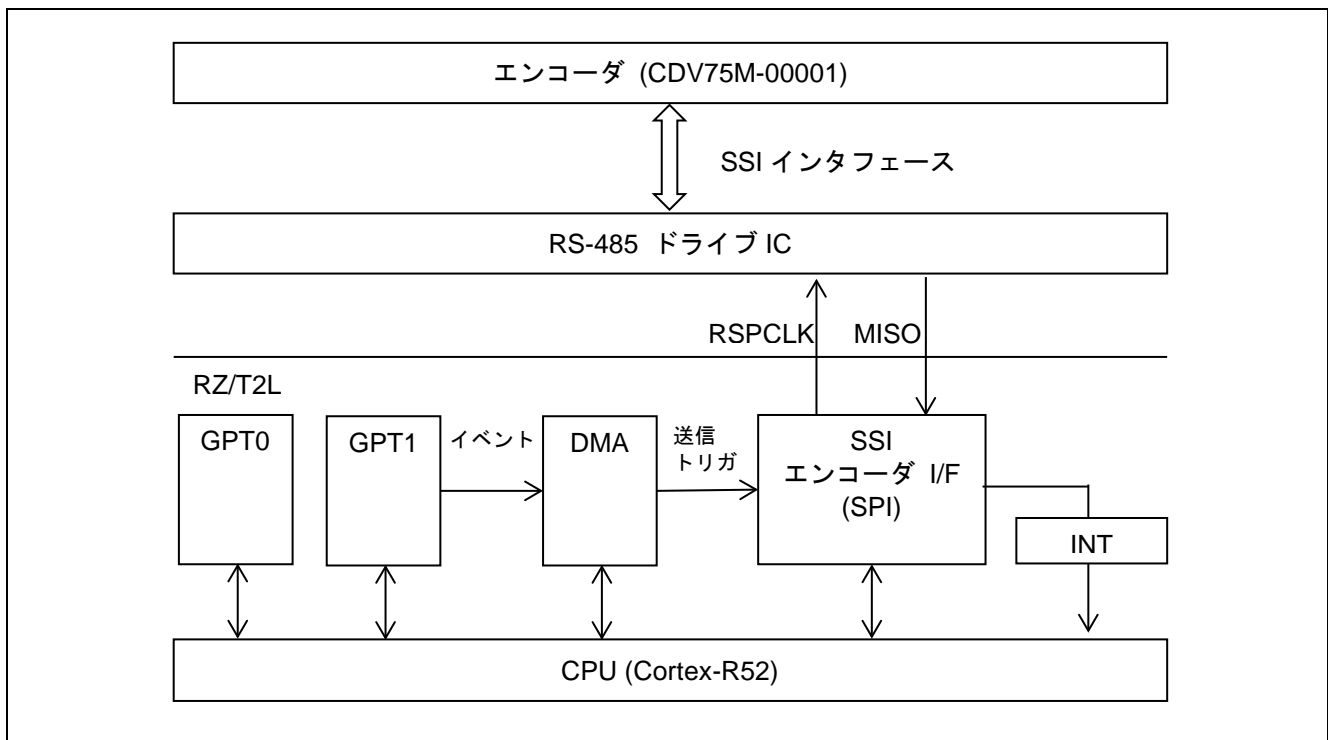 エンコーダ (CDV75M-00001)
SSI インタフェース
RS-485 ドライブ IC
RSPCLK
MISO
RZ/T2L
GPT0
GPT1
イベント
DMA
送信
トリガ
SSI
エンコーダ I/F
(SPI)
INT
CPU (Cortex-R52)